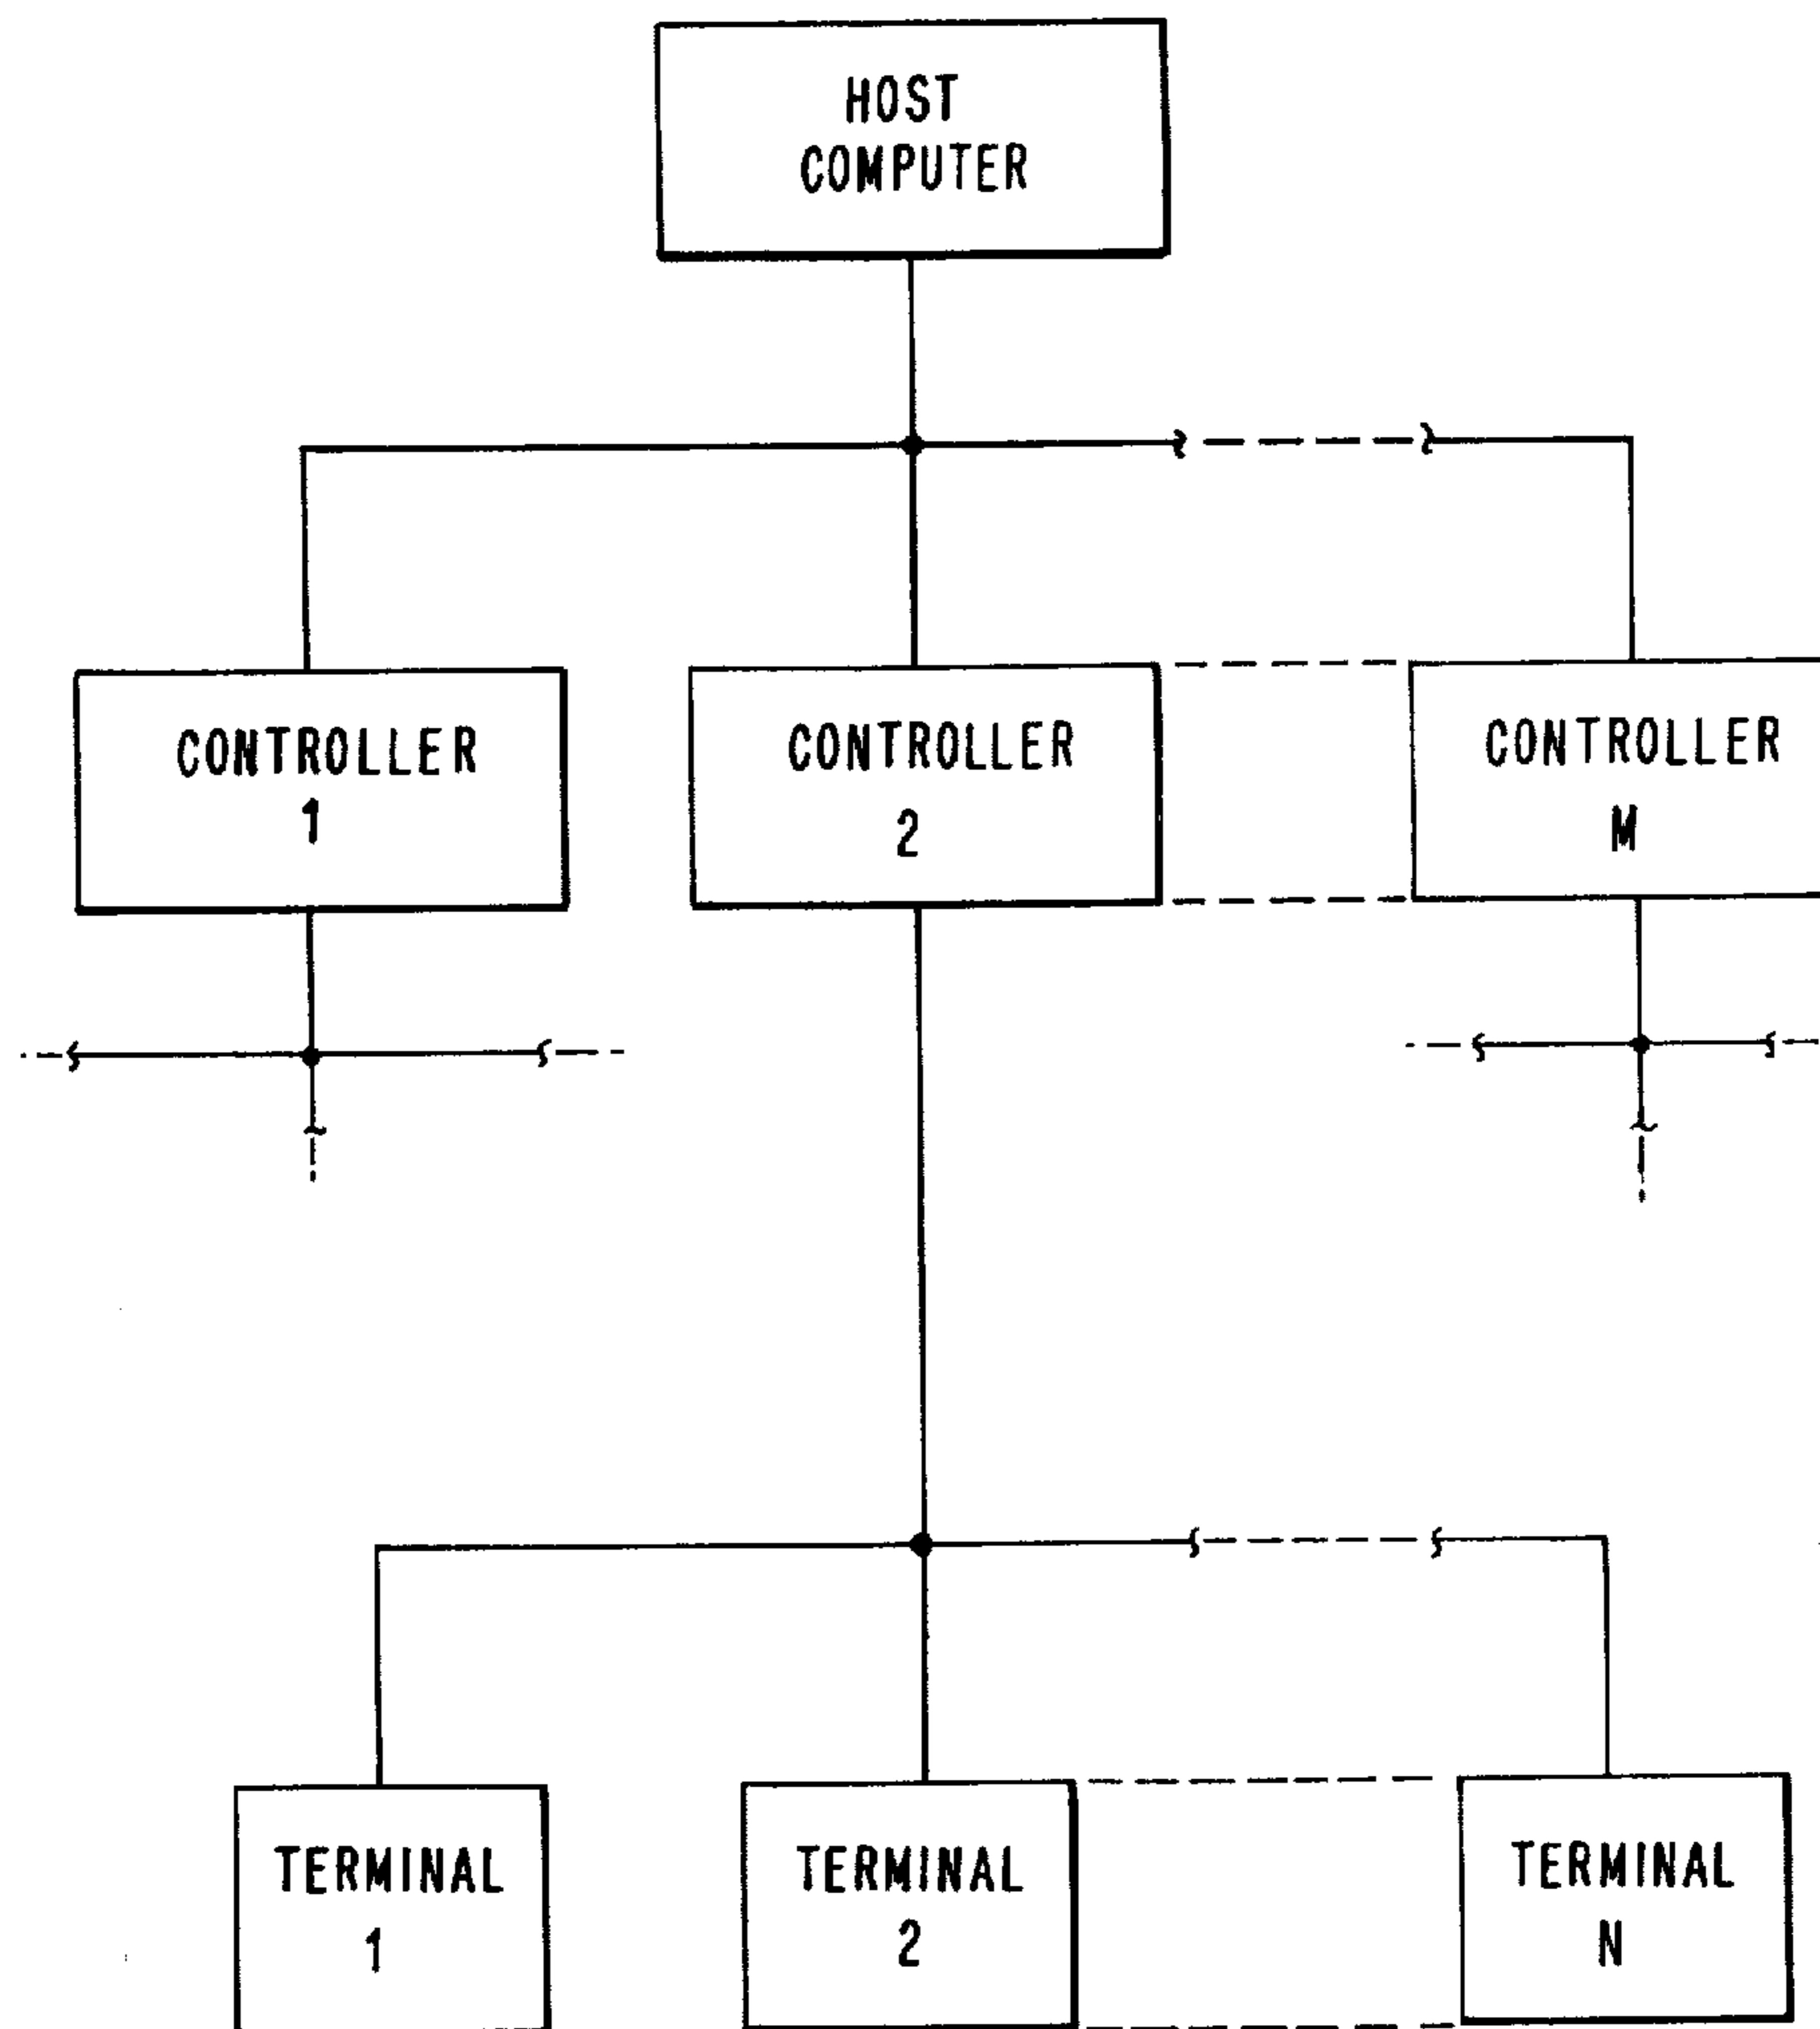 HOST
COMPUTER
CONTROLLER
1
CONTROLLER
2
CONTROLLER
M
TERMINAL
1
TERMINAL
2
TERMINAL
N